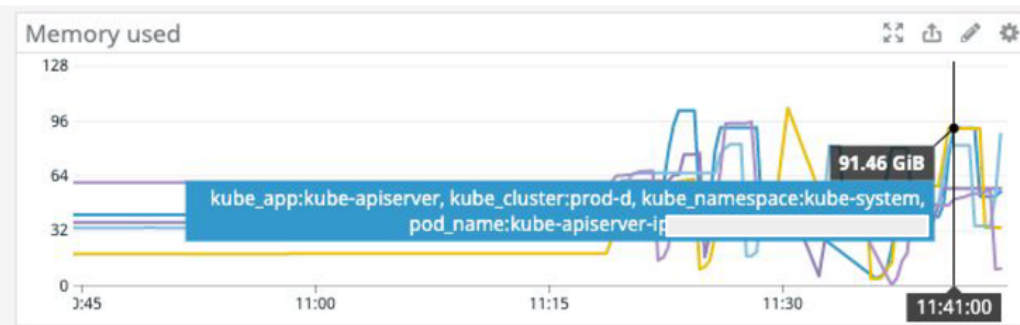 Memory used
128
96
91.46 GiB
64
kube_app:kube-apiserver, kube_cluster:prod-d, kube_namespace:kube-system,
pod_name:kube-apiserver-ip
32
0
0:45
11:00
11:15
11:30
11:41:00